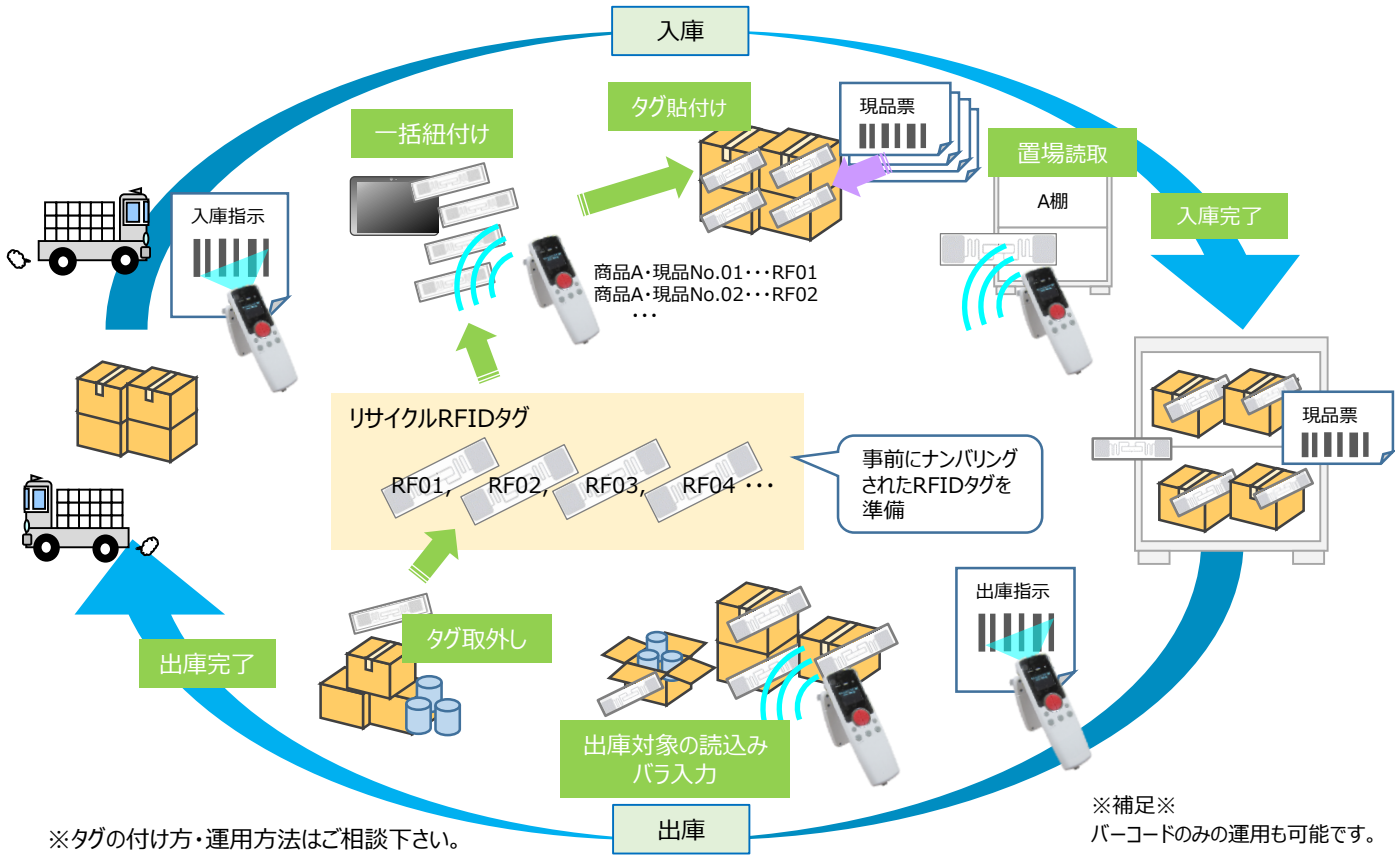 入庫
一括紐付け
タグ貼付け
現品票
置場読取
A棚
入庫完了
入庫指示
商品A・現品No.01・・・RF01
商品A・現品No.02・・・RF02
・・・
リサイクルRFIDタグ
RF01, RF02, RF03, RF04 ・・・
事前にナンバリング
されたRFIDタグを
準備
現品票
出庫指示
出庫対象の読込み
バラ入力
タグ取外し
出庫完了
出庫
※タグの付け方・運用方法はご相談下さい。
※補足※
バーコードのみの運用も可能です。